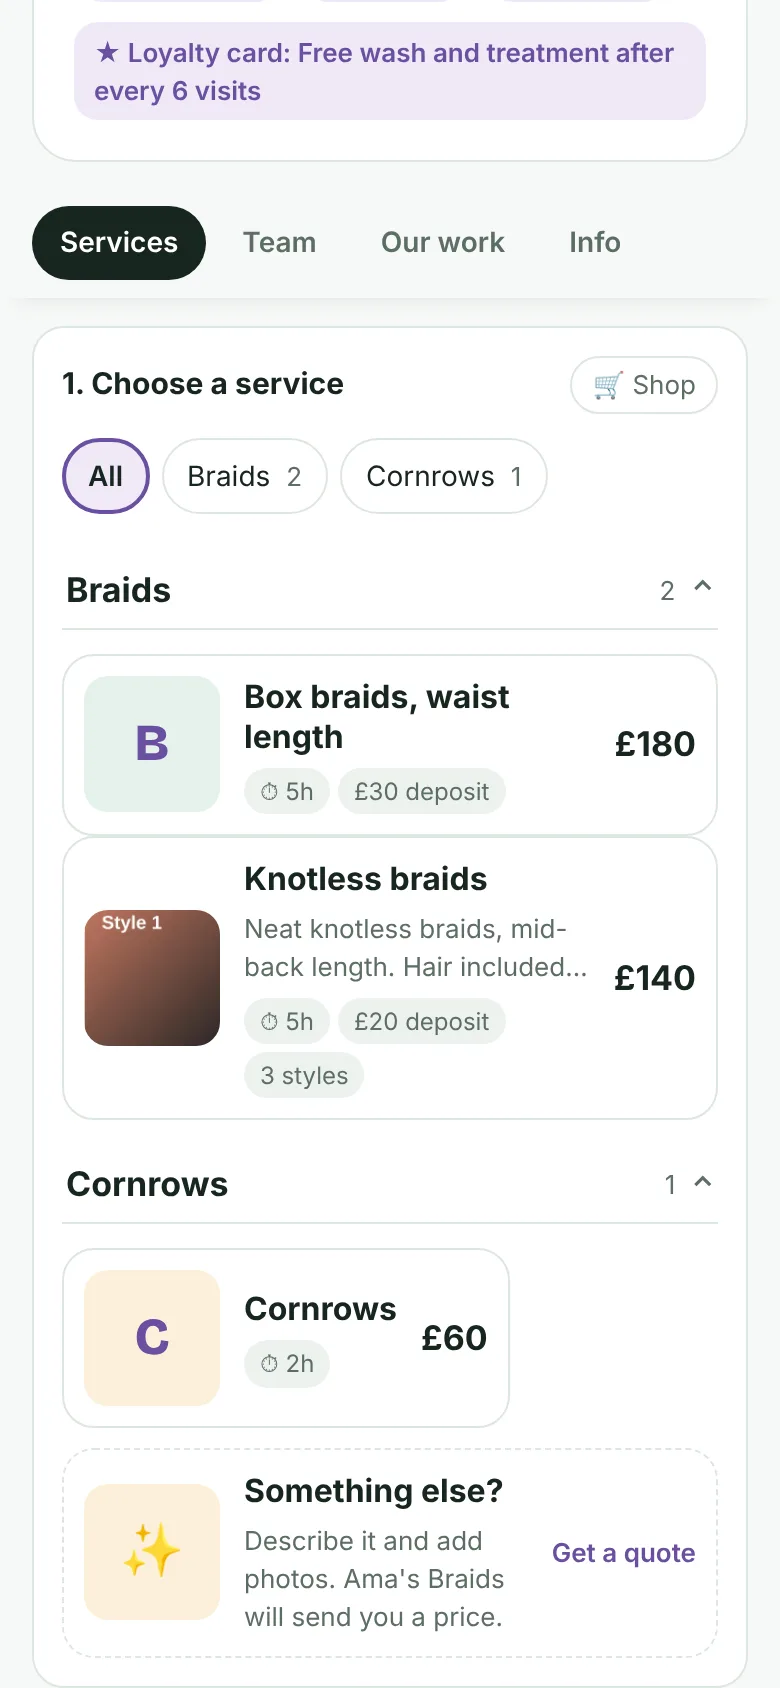 ★ Loyalty card: Free wash and treatment after
every 6 visits
Services
Team
Our work
Info
1. Choose a service
🛒 Shop
All
Braids 2
Cornrows 1
Braids
2
Box braids, waist
length
£180
⏱ 5h
£30 deposit
Style 1
Knotless braids
Neat knotless braids, mid-
back length. Hair included...
£140
⏱ 5h
£20 deposit
3 styles
Cornrows
1
C
Cornrows
£60
⏱ 2h
✨
Something else?
Describe it and add
photos. Ama's Braids
will send you a price.
Get a quote